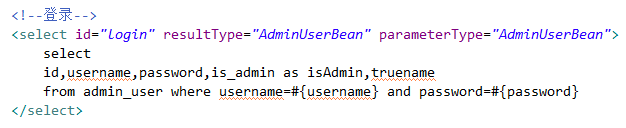 <!--登录-->
<select id="login" resultType="AdminUserBean" parameterType="AdminUserBean">
select
id,username,password,is_admin as isAdmin,truename
from admin_user where username=#{username} and password=#{password}
</select>